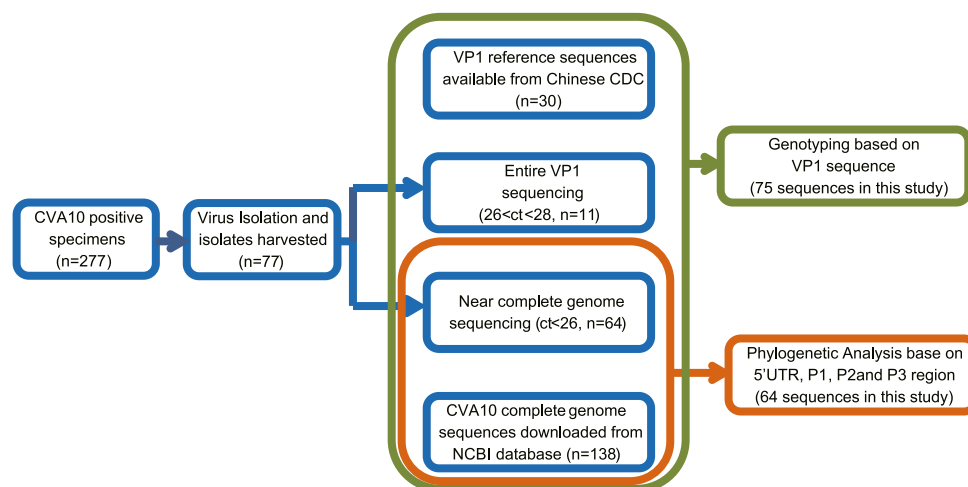 CVA10 positive
specimens
(n=277)
Virus Isolation and
isolates harvested
(n=77)
VP1 reference sequences
available from Chinese CDC
(n=30)
Entire VP1
sequencing
(26<ct<28, n=11)
Near complete genome
sequencing (ct<26, n=64)
CVA10 complete genome
sequences downloaded from
NCBI database (n=138)
Genotyping based on
VP1 sequence
(75 sequences in this study)
Phylogenetic Analysis base on
5'UTR, P1, P2and P3 region
(64 sequences in this study)